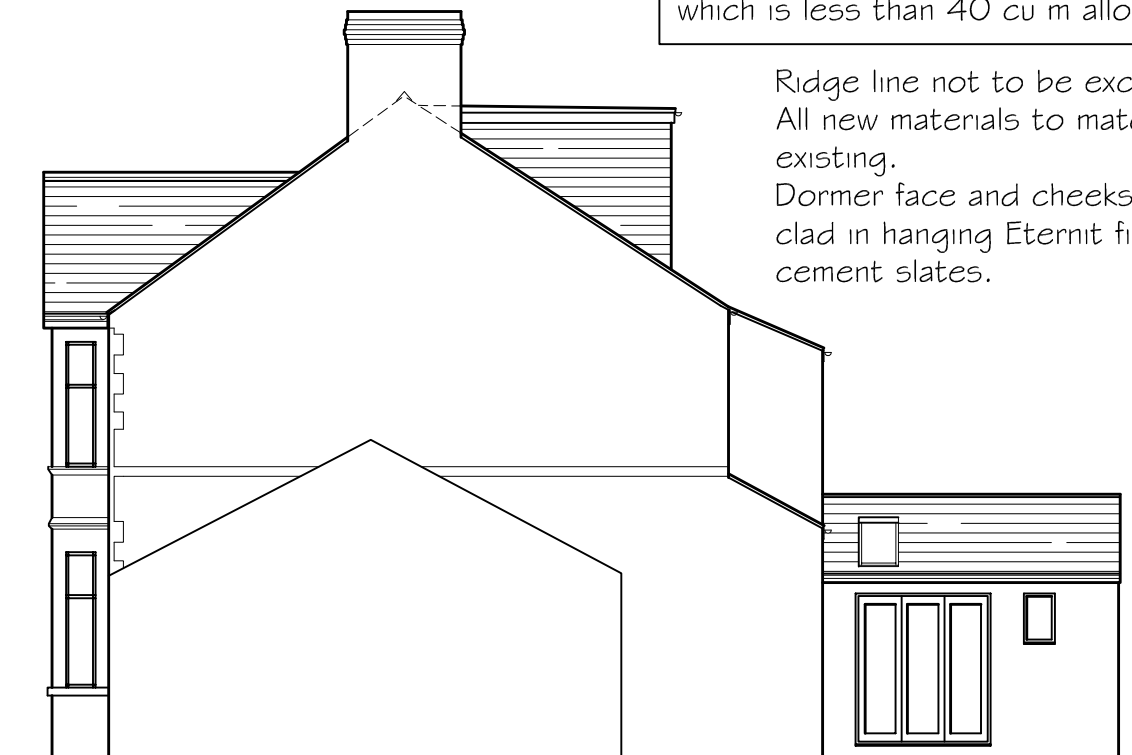 which is less than 40 cu m allo
Ridge line not to be exc
All new materials to mat
existing.
Dormer face and cheeks
clad in hanging Eternit fi
cement slates.